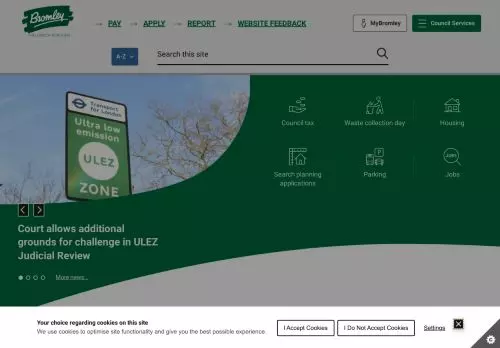 Bromley
THE LONDON BOROUGH
PAY
APPLY
REPORT
WEBSITE FEEDBACK
MyBromley
Council Services
A-Z
Search this site
Transport
for London
Ultra low
emission
ULEZ
ZONE
Council tax
Waste collection day
Housing
Search planning
applications
Parking
Jobs
Court allows additional
grounds for challenge in ULEZ
Judicial Review
More news...
Your choice regarding cookies on this site
We use cookies to optimise site functionality and give you the best possible experience.
I Accept Cookies
I Do Not Accept Cookies
Settings